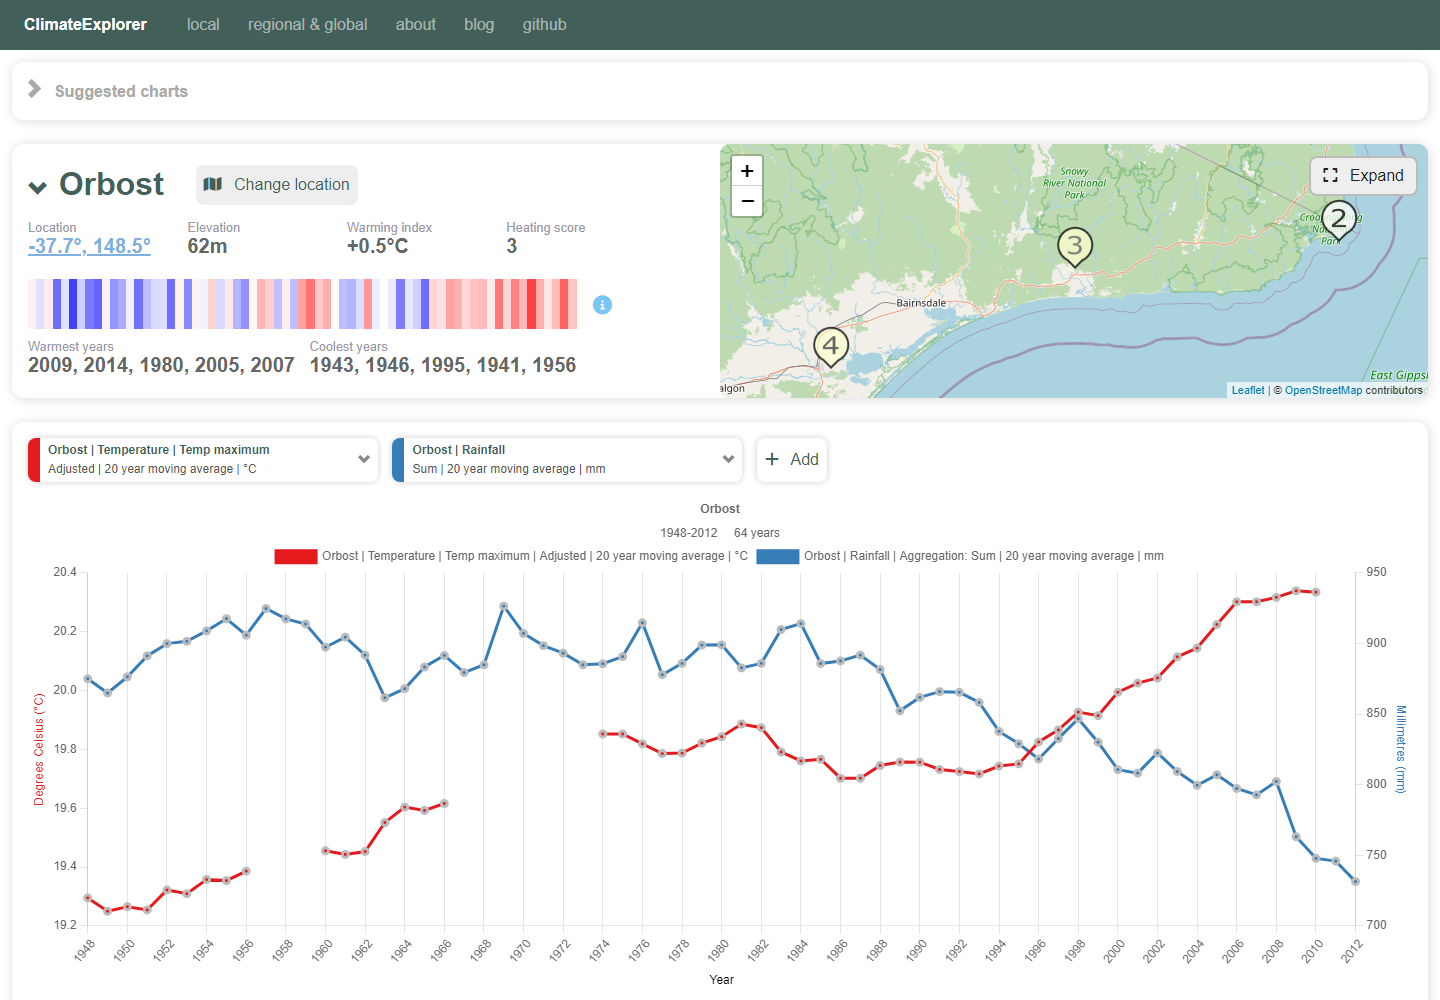 ClimateExplorer local regional & global about blog github
Suggested charts
Orbost Change location
Location Elevation Warming index Heating score
-37.7°, 148.5° 62m +0.5°C 3
Warmest years Coolest years
2009, 2014, 1980, 2005, 2007 1943, 1946, 1995, 1941, 1956
+
−
Expand
Snowy
River National
Park
2
Park
3
Bairnsdale
4
algon
East Gipps
Leaflet | © OpenStreetMap contributors
Orbost | Temperature | Temp maximum
Adjusted | 20 year moving average | °C
Orbost | Rainfall
Sum | 20 year moving average | mm
+ Add
Orbost
1948-2012 64 years
Orbost | Temperature | Temp maximum | Adjusted | 20 year moving average | °C
Orbost | Rainfall | Aggregation: Sum | 20 year moving average | mm
20.4
20.2
20.0
19.8
19.6
19.4
19.2
Degrees Celsius (°C)
950
900
850
800
750
700
Millimetres (mm)
1948 1950 1952 1954 1956 1958 1960 1962 1964 1966 1968 1970 1972 1974 1976 1978 1980 1982 1984 1986 1988 1990 1992 1994 1996 1998 2000 2002 2004 2006 2008 2010 2012
Year